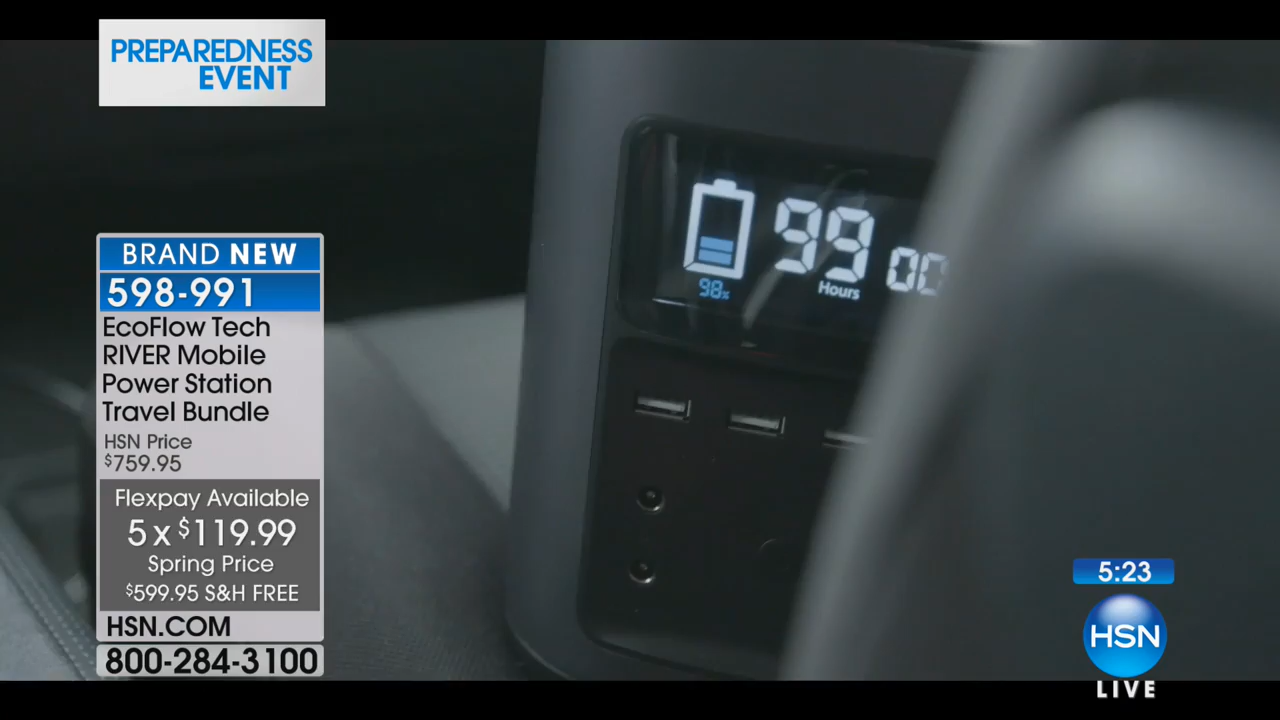 PREPAREDNESS
EVENT
BRAND NEW
598-991
EcoFlow Tech
RIVER Mobile
Power Station
Travel Bundle
HSN Price
$759.95
Flexpay Available
5 x $119.99
Spring Price
$599.95 S&H FREE
HSN.COM
800-284-3100
99
00
98%
Hours
5:23
HSN
LIVE